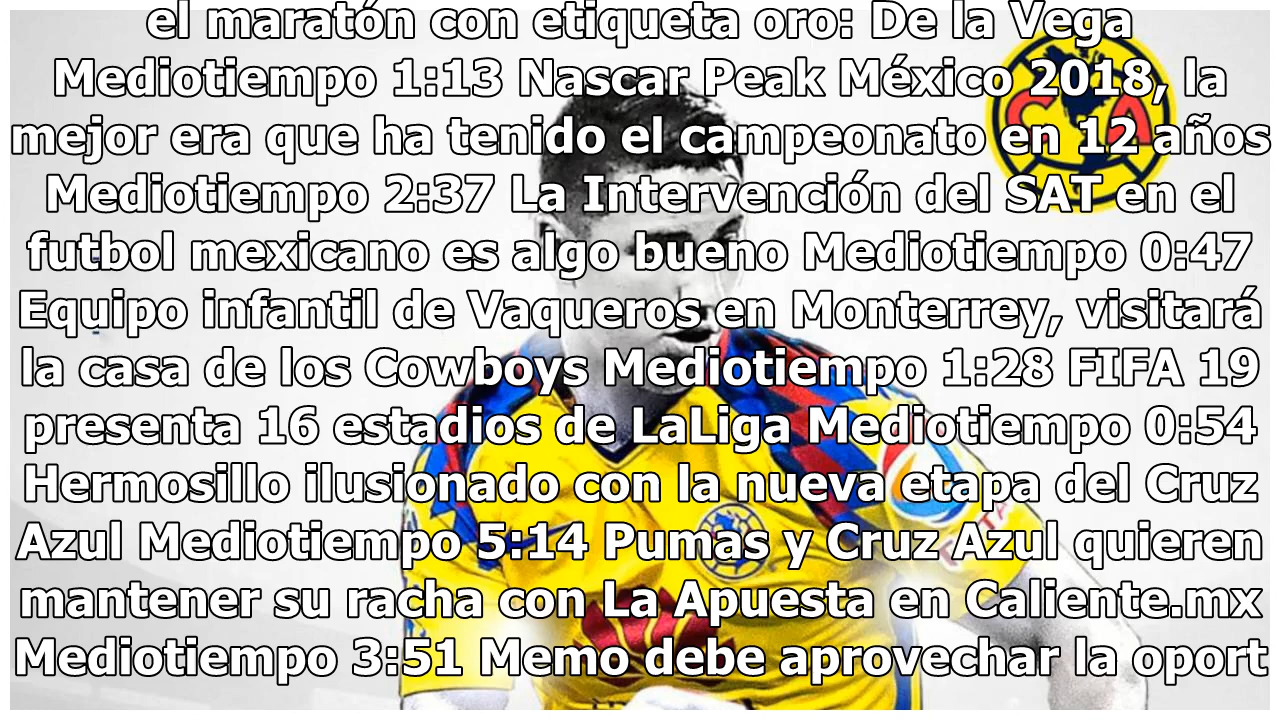 el maratón con etiqueta oro: De la Vega
Mediotiempo 1:13 Nascar Peak México 2018, la
mejor era que ha tenido el campeonato en 12 años
Mediotiempo 2:37 La Intervención del SAT en el
futbol mexicano es algo bueno Mediotiempo 0:47
Equipo infantil de Vaqueros en Monterrey, visitará
la casa de los Cowboys Mediotiempo 1:28 FIFA 19
presenta 16 estadios de LaLiga Mediotiempo 0:54
Hermosillo ilusionado con la nueva etapa del Cruz
Azul Mediotiempo 5:14 Pumas y Cruz Azul quieren
mantener su racha con La Apuesta en Caliente.mx
Mediotiempo 3:51 Memo debe aprovechar la oport
C A